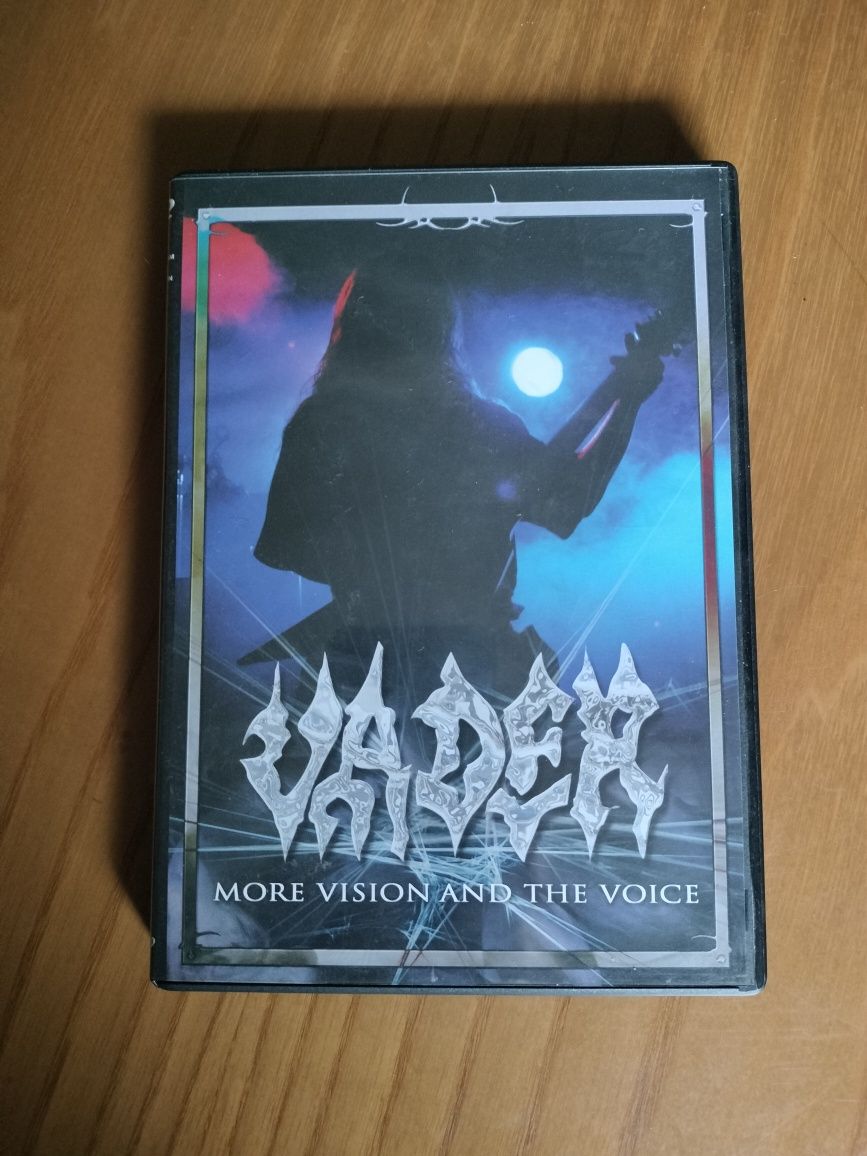 VADER
MORE VISION AND THE VOICE